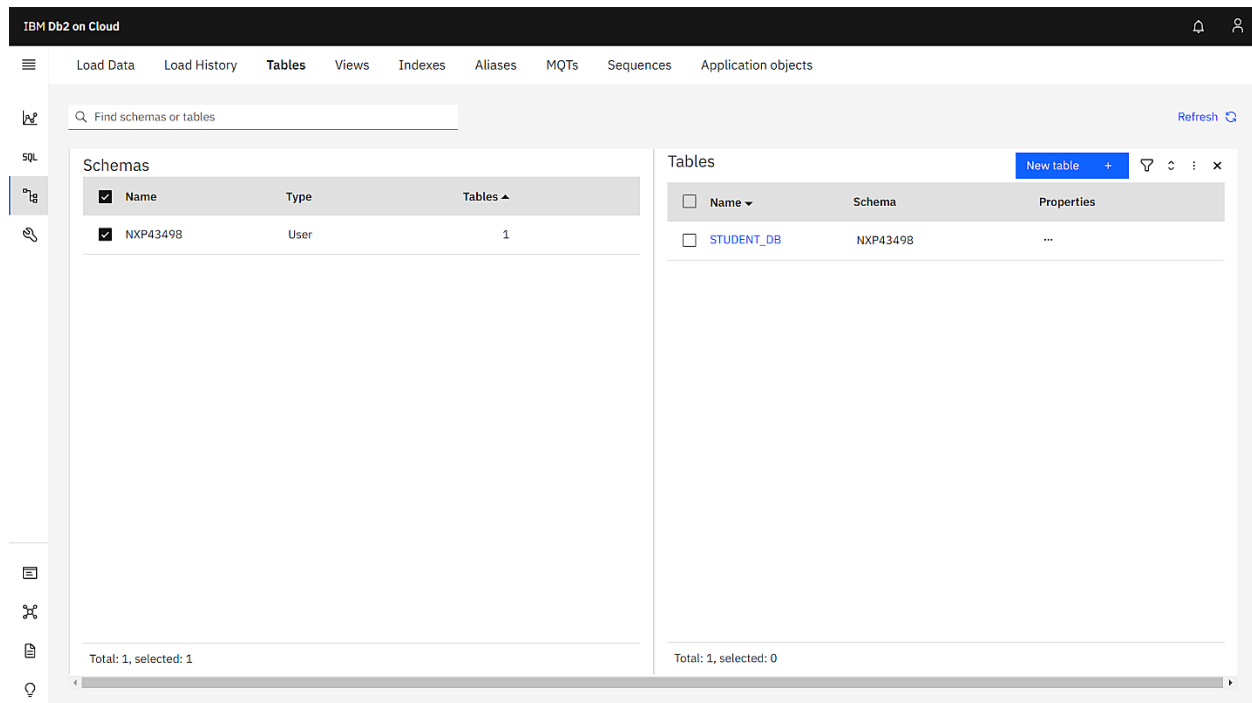 IBM Db2 on Cloud
Load Data Load History Tables Views Indexes Aliases MQTs Sequences Application objects
Find schemas or tables
Refresh
SQL
Schemas
Name Type Tables
NXP43498 User 1
Total: 1, selected: 1
Tables
New table +
Name Schema Properties
STUDENT_DB NXP43498 ...
Total: 1, selected: 0